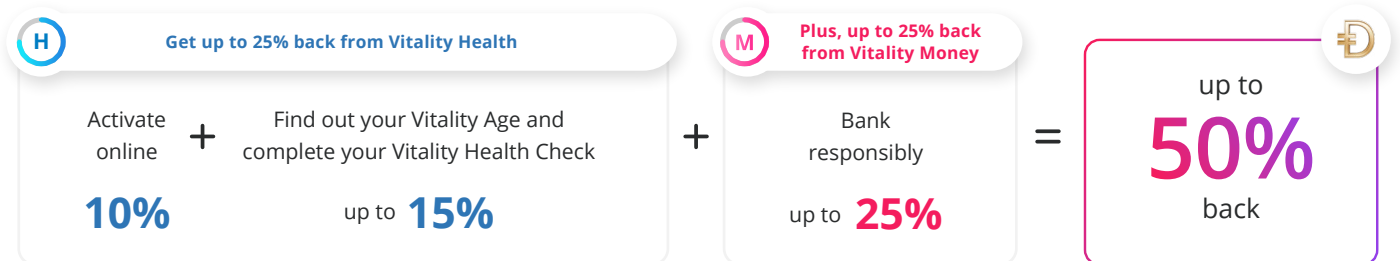 H
Get up to 25% back from Vitality Health
Activate
online
+
Find out your Vitality Age and
complete your Vitality Health Check
10%
up to 15%
+
M
Plus, up to 25% back
from Vitality Money
Bank
responsibly
up to 25%
=
up to
50%
back